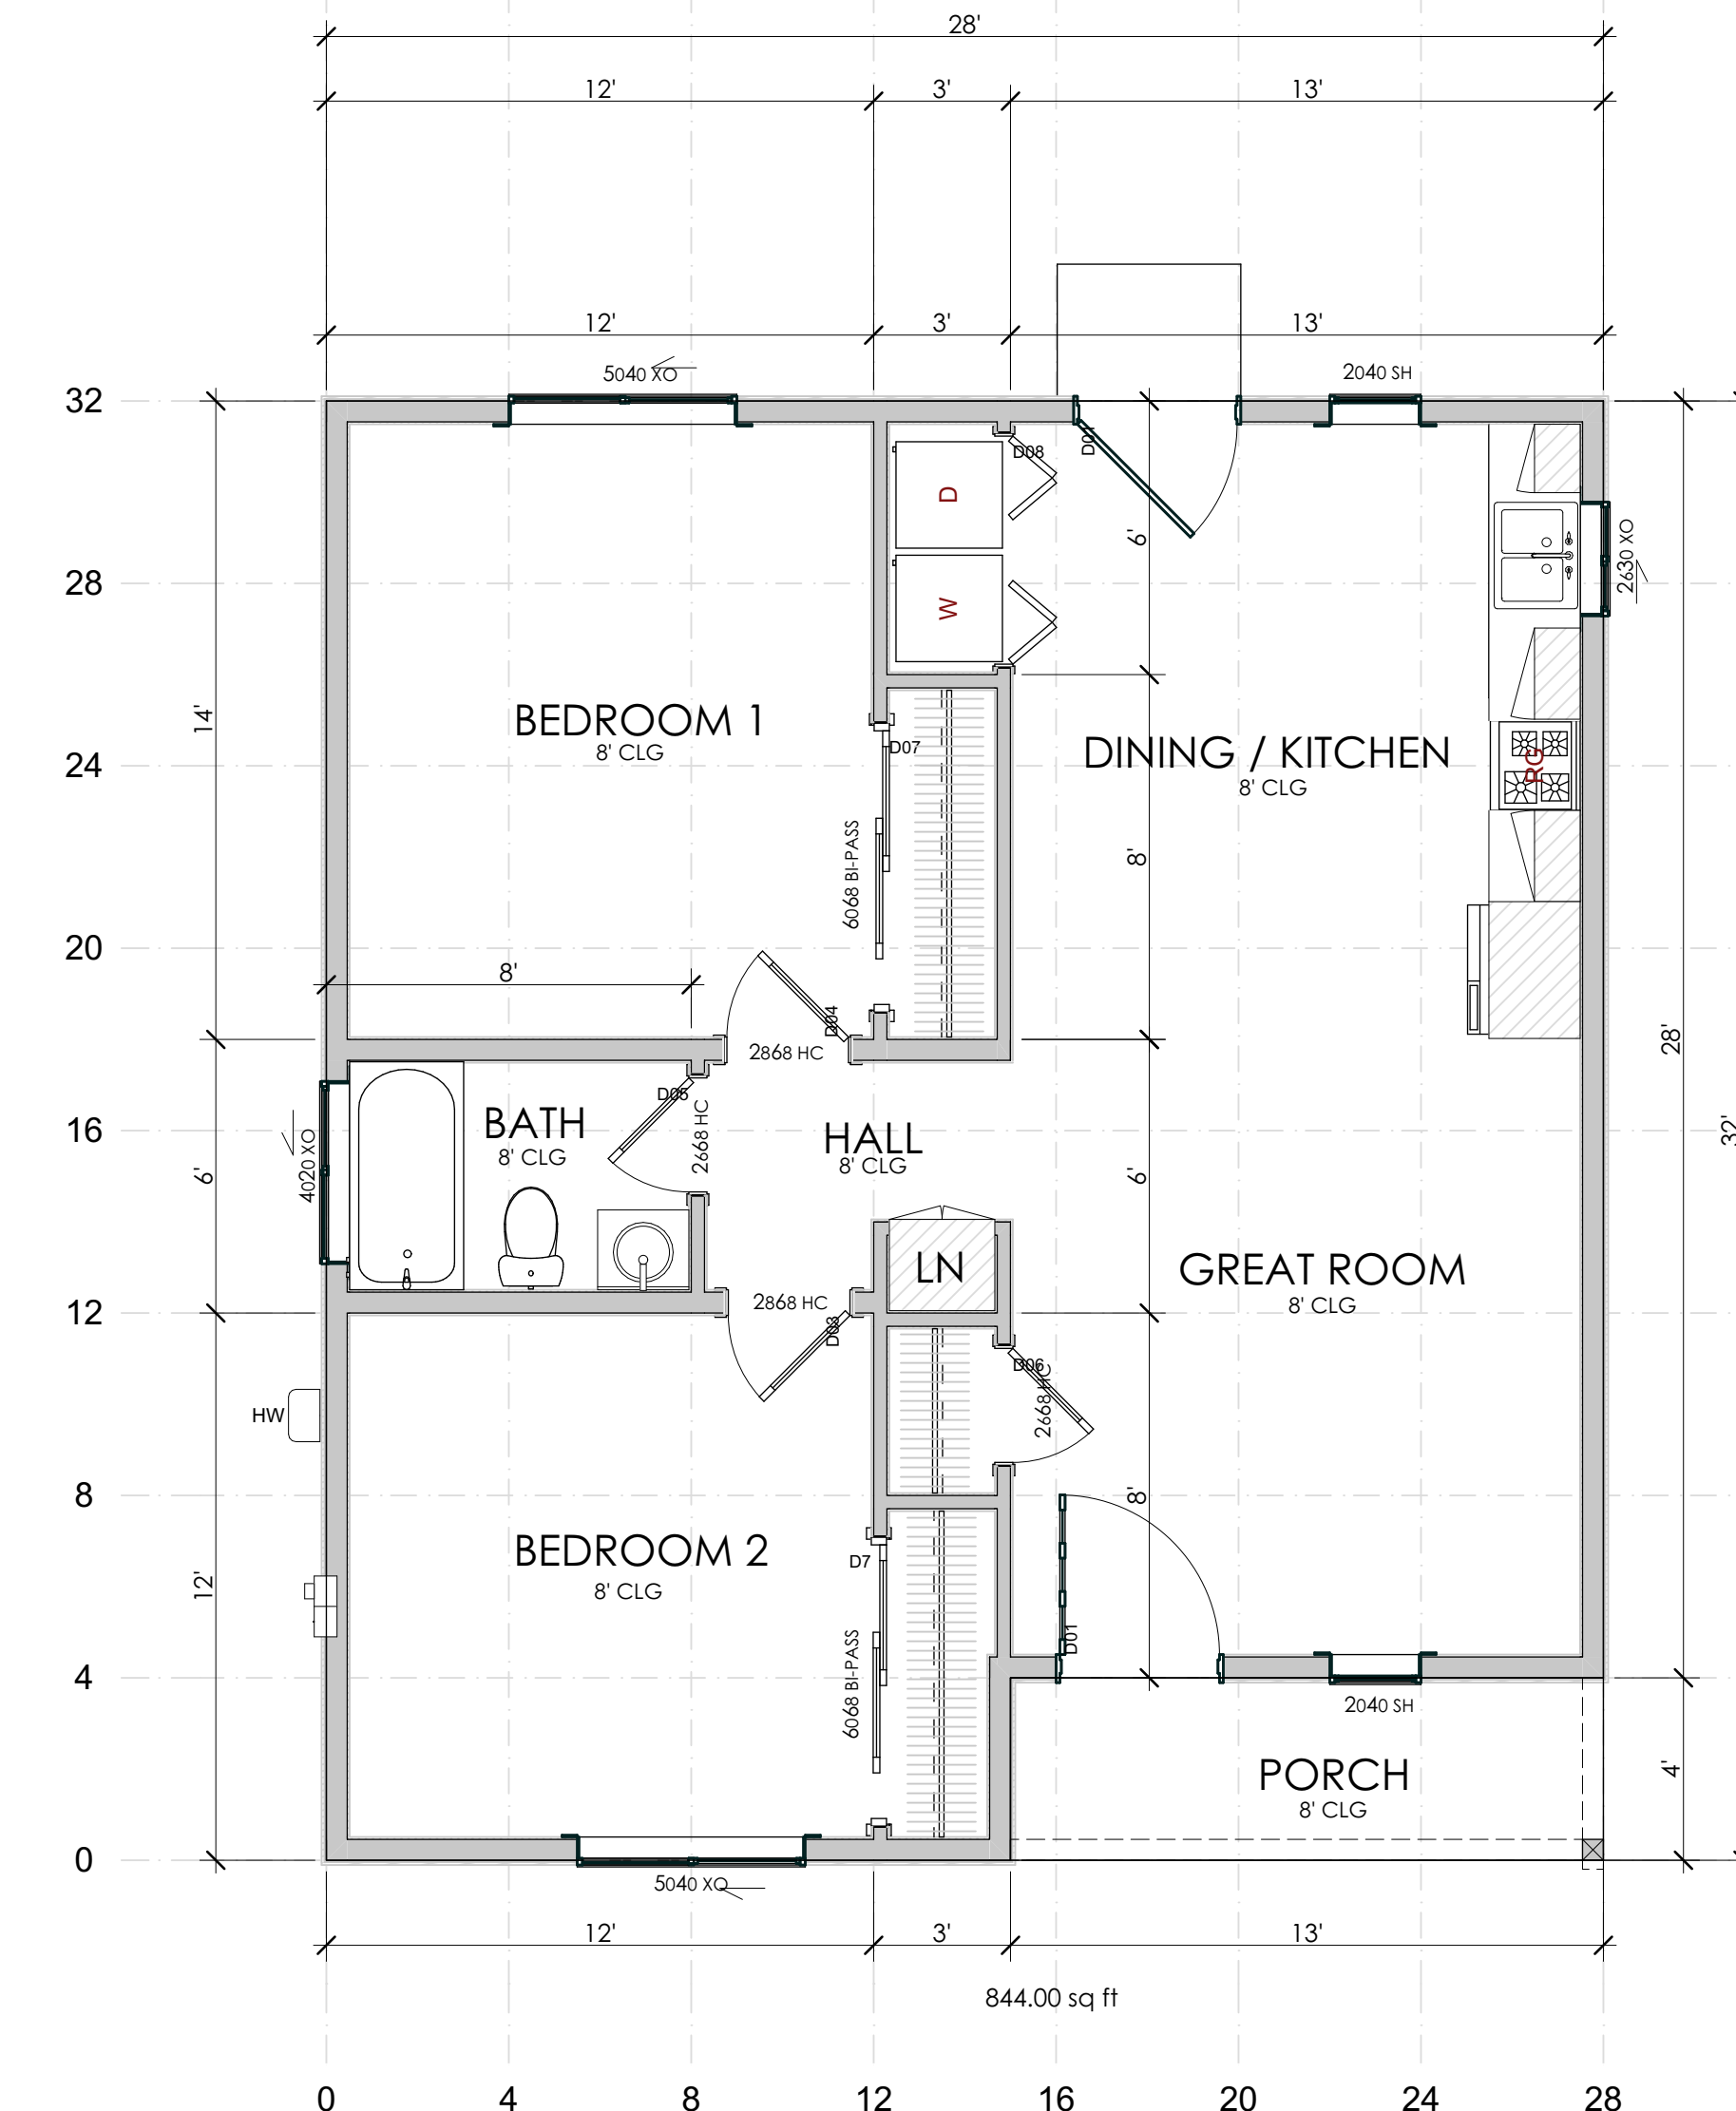 28'
12'
3'
13'
12'
3'
13'
5040 XO
2040 SH
32
D08
D01
D
6'
2630 XO
28
W
14'
BEDROOM 1
8' CLG
D07
DINING / KITCHEN
8' CLG
24
RG
6068 BI-PASS
8'
20
8'
D04
2868 HC
28'
D05
BATH
8' CLG
2668 HC
HALL
8' CLG
16
4020 XO
6'
6'
32'
LN
GREAT ROOM
8' CLG
12
2868 HC
D03
D06
2668 HC
HW
8
8'
BEDROOM 2
8' CLG
D7
12'
D01
6068 BI-PASS
4
2040 SH
PORCH
8' CLG
4'
0
5040 XO
12'
3'
13'
844.00 sq ft
0
4
8
12
16
20
24
28